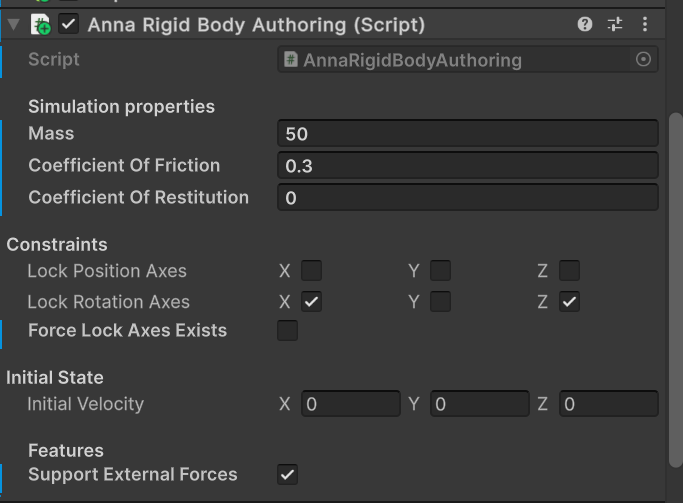 Anna Rigid Body Authoring (Script)
Script AnnaRigidBodyAuthoring
Simulation properties
Mass 50
Coefficient Of Friction 0.3
Coefficient Of Restitution 0
Constraints
Lock Position Axes X Y Z
Lock Rotation Axes X Y Z
Force Lock Axes Exists
Initial State
Initial Velocity X 0 Y 0 Z 0
Features
Support External Forces